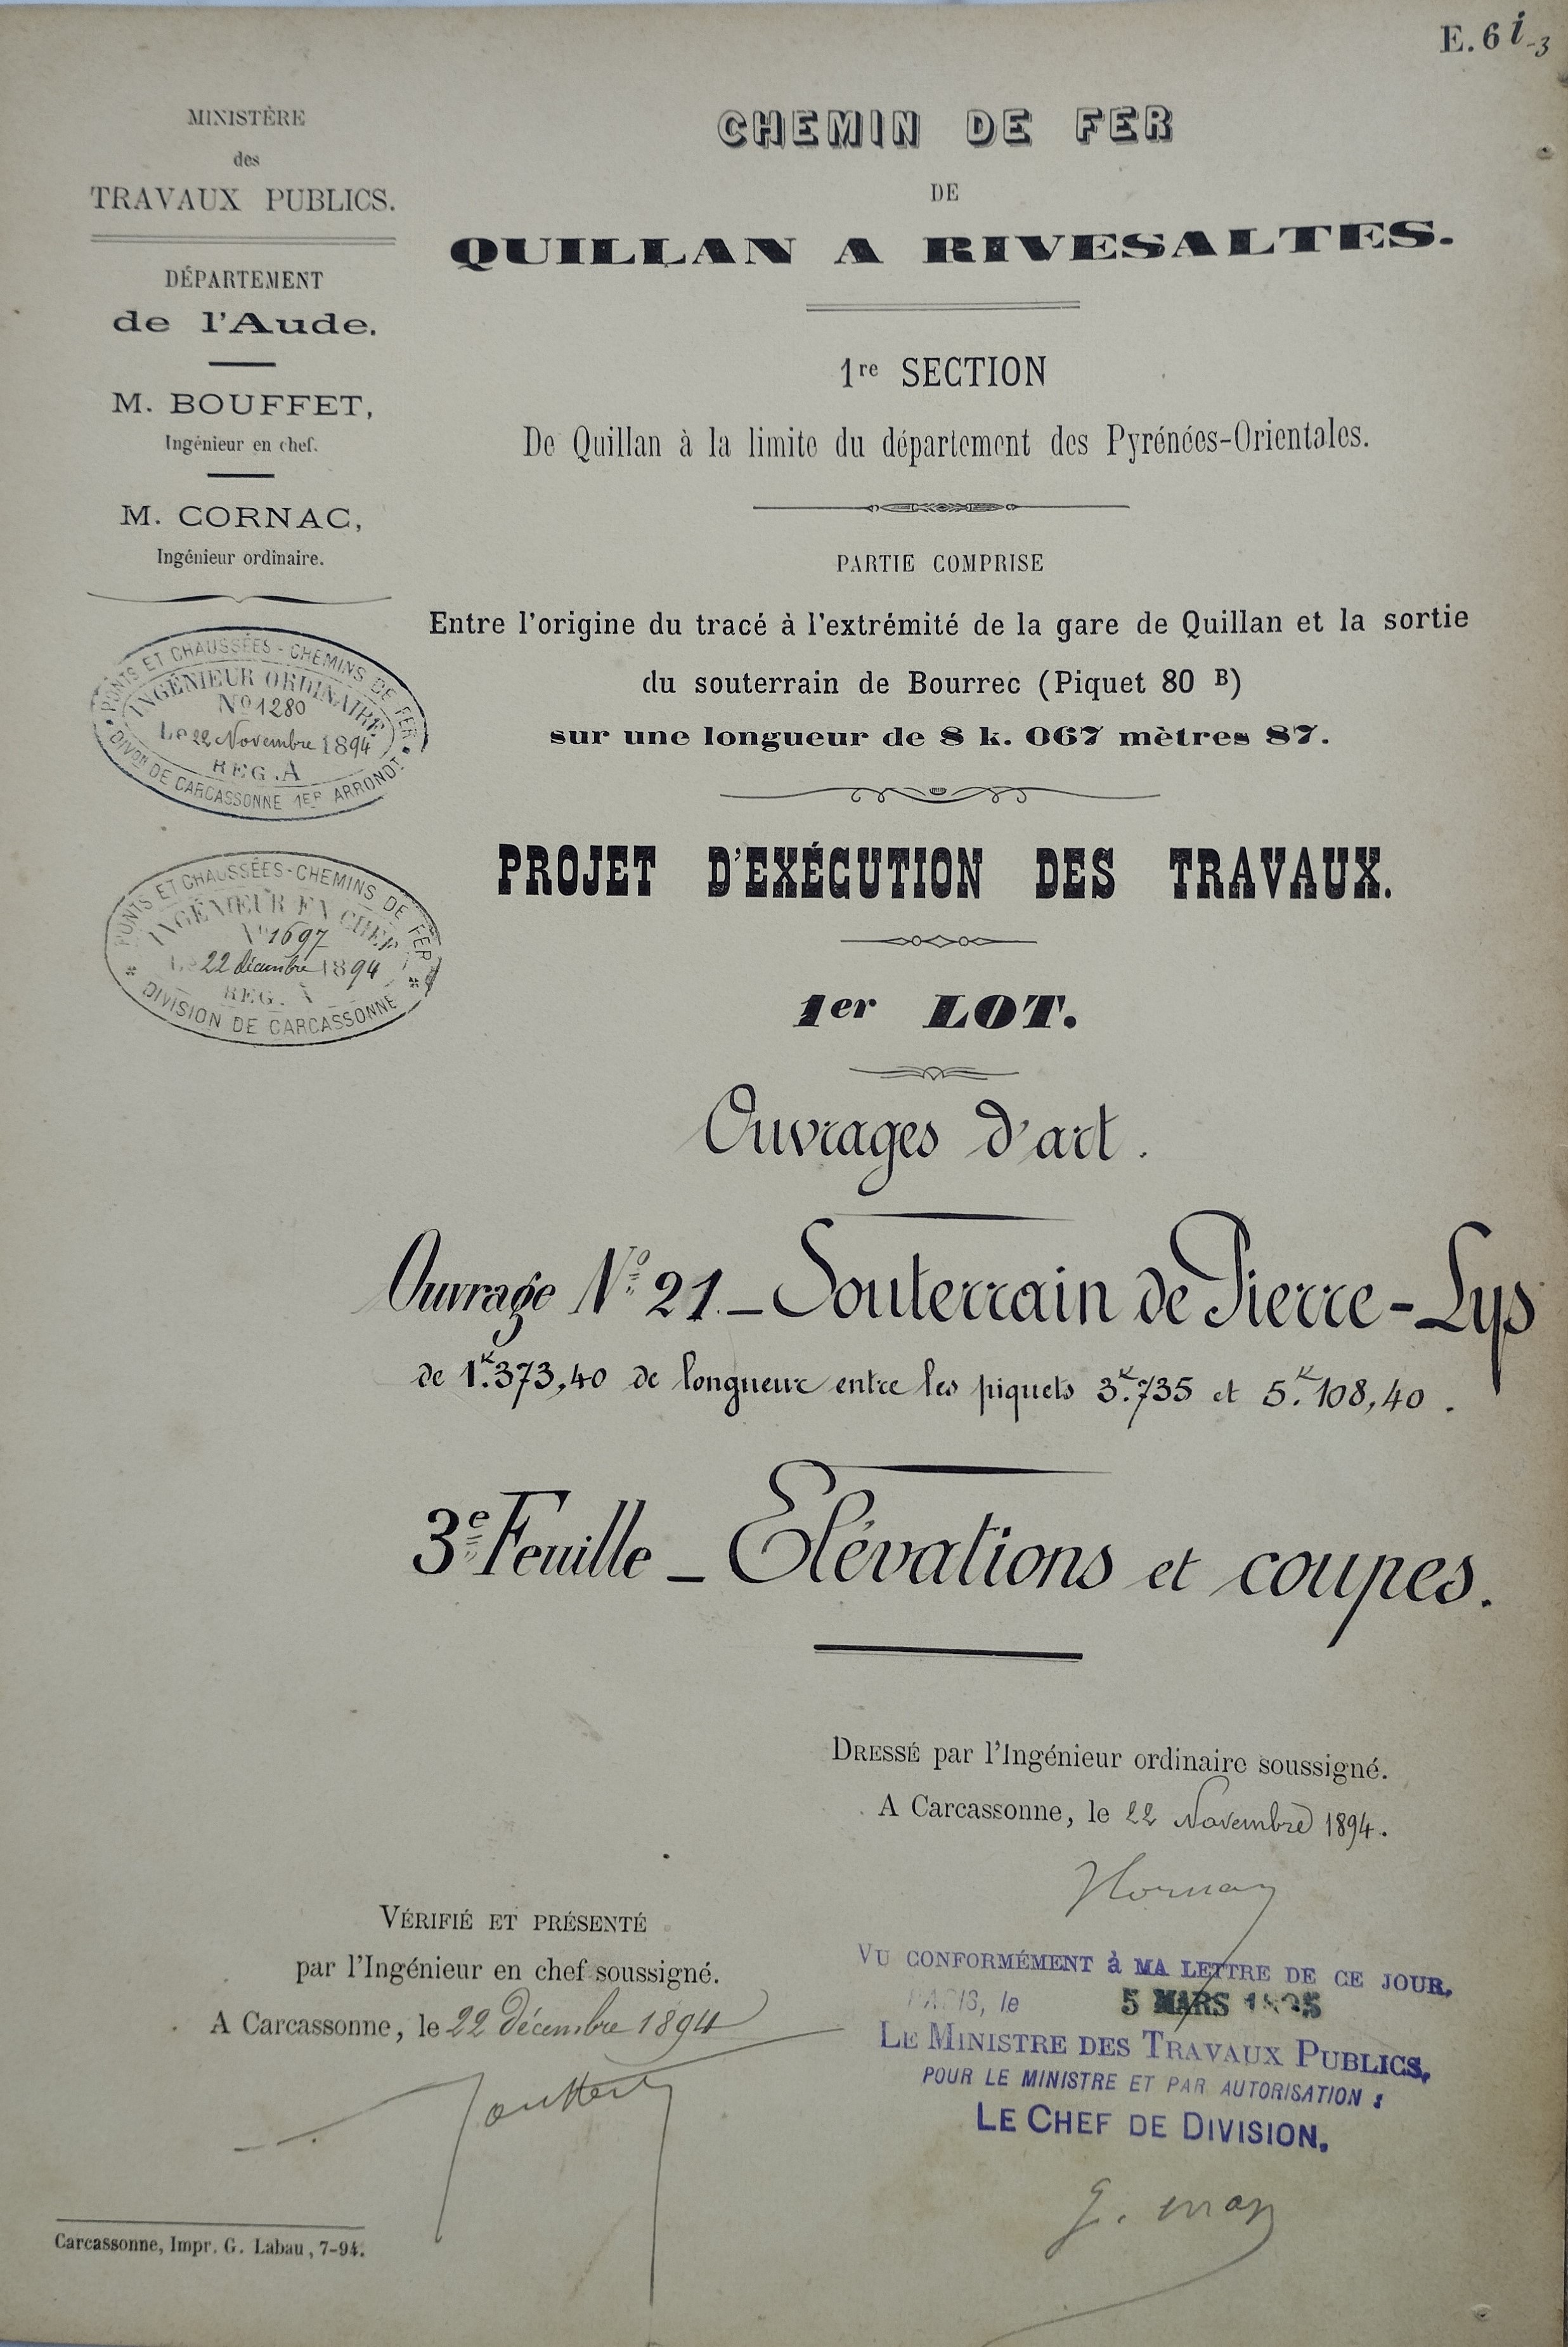 E. 6 i -3
MINISTÈRE
des
TRAVAUX PUBLICS.
DÉPARTEMENT
de l'Aude.
M. BOUFFET,
Ingénieur en chef.
M. CORNAC,
Ingénieur ordinaire.
PONTS ET CHAUSSÉES - CHEMINS DE FER
INGÉNIEUR ORDINAIRE
No 1280
Le 22 Novembre 1894
REG. A
DIVon DE CARCASSONNE 1ER ARRONDT
PONTS ET CHAUSSÉES - CHEMINS DE FER
INGÉNIEUR EN CHEF
No 1697
Le 22 décembre 1894
REG. A
DIVISION DE CARCASSONNE
CHEMIN DE FER
DE
QUILLAN A RIVESALTES.
1re SECTION
De Quillan à la limite du département des Pyrénées-Orientales.
PARTIE COMPRISE
Entre l'origine du tracé à l'extrémité de la gare de Quillan et la sortie
du souterrain de Bourrec (Piquet 80 B)
sur une longueur de 8 k. 067 mètres 87.
PROJET D'EXÉCUTION DES TRAVAUX.
1er LOT.
Ouvrages d'art.
Ouvrage No 21._ Souterrain de Pierre-Lys
de 1K.373,40 de longueur entre les piquets 3K.735 et 5K.108,40.
3e Feuille _ Elévations et coupes.
DRESSÉ par l'Ingénieur ordinaire soussigné.
A Carcassonne, le 22 Novembre 1894.
VÉRIFIÉ ET PRÉSENTÉ
par l'Ingénieur en chef soussigné.
A Carcassonne, le 22 décembre 1894
VU CONFORMÉMENT à MA LETTRE DE CE JOUR.
PARIS, le 5 MARS 1895
LE MINISTRE DES TRAVAUX PUBLICS,
POUR LE MINISTRE ET PAR AUTORISATION :
LE CHEF DE DIVISION.
Carcassonne, Impr. G. Labau, 7-94.